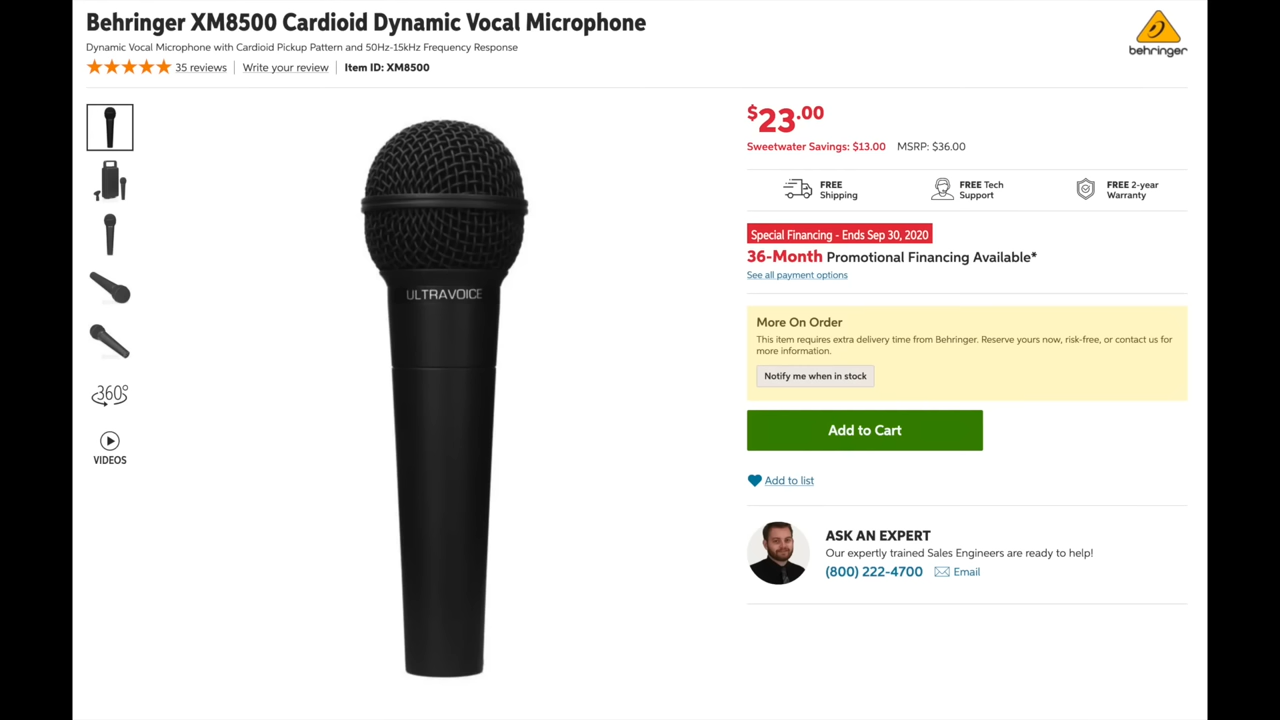 Behringer XM8500 Cardioid Dynamic Vocal Microphone
Dynamic Vocal Microphone with Cardioid Pickup Pattern and 50Hz-15kHz Frequency Response
35 reviews
Write your review
Item ID: XM8500
behringer
ULTRAVOICE
360°
VIDEOS
$23.00
Sweetwater Savings: $13.00 MSRP: $36.00
FREE
Shipping
FREE Tech
Support
FREE 2-year
Warranty
Special Financing - Ends Sep 30, 2020
36-Month Promotional Financing Available*
See all payment options
More On Order
This item requires extra delivery time from Behringer. Reserve yours now, risk-free, or contact us for
more information.
Notify me when in stock
Add to Cart
Add to list
ASK AN EXPERT
Our expertly trained Sales Engineers are ready to help!
(800) 222-4700 Email